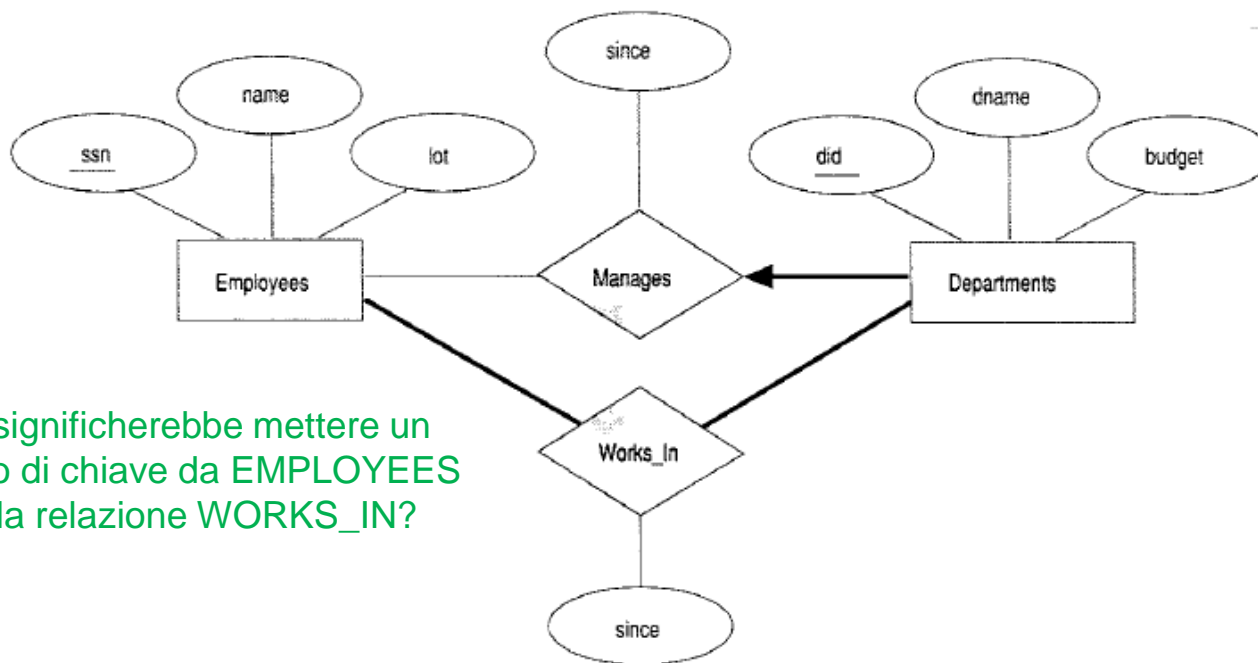 since
name
dname
ssn
lot
did
budget
Employees
Manages
Departments
significherebbe mettere un
o di chiave da EMPLOYEES
la relazione WORKS_IN?
Works_In
since